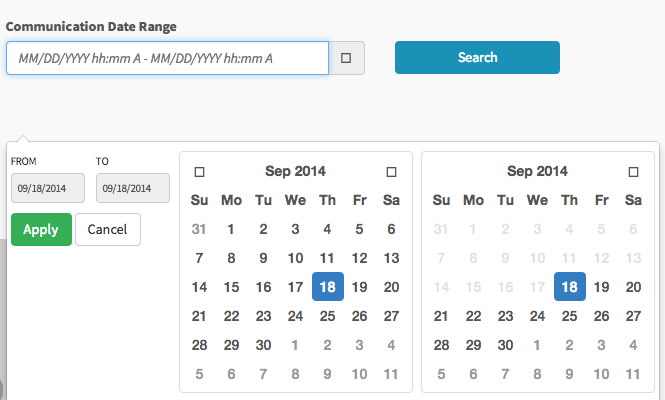 Communication Date Range
MM/DD/YYYY hh:mm A - MM/DD/YYYY hh:mm A
Search
FROM TO
09/18/2014 09/18/2014
Apply Cancel
Sep 2014
Su Mo Tu We Th Fr Sa
31 1 2 3 4 5 6
7 8 9 10 11 12 13
14 15 16 17 18 19 20
21 22 23 24 25 26 27
28 29 30 1 2 3 4
5 6 7 8 9 10 11
Sep 2014
Su Mo Tu We Th Fr Sa
31 1 2 3 4 5 6
7 8 9 10 11 12 13
14 15 16 17 18 19 20
21 22 23 24 25 26 27
28 29 30 1 2 3 4
5 6 7 8 9 10 11